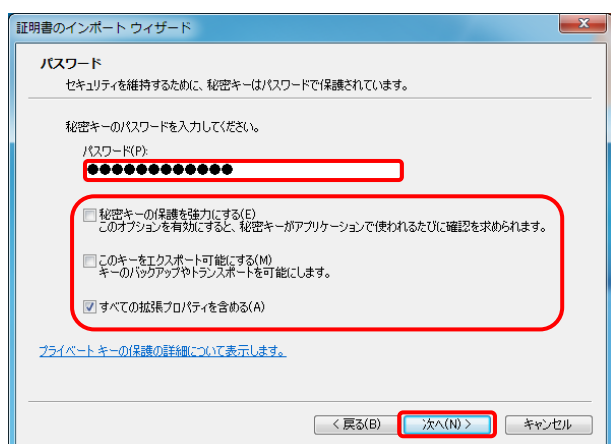 証明書のインポート ウィザード
パスワード
セキュリティを維持するために、秘密キーはパスワードで保護されています。
秘密キーのパスワードを入力してください。
パスワード(P):
●●●●●●●●●●●●
秘密キーの保護を強力にする(E)
このオプションを有効にすると、秘密キーがアプリケーションで使われるたびに確認を求められます。
このキーをエクスポート可能にする(M)
キーのバックアップやトランスポートを可能にします。
すべての拡張プロパティを含める(A)
プライベート キーの保護の詳細について表示します。
< 戻る(B) 次へ(N) > キャンセル